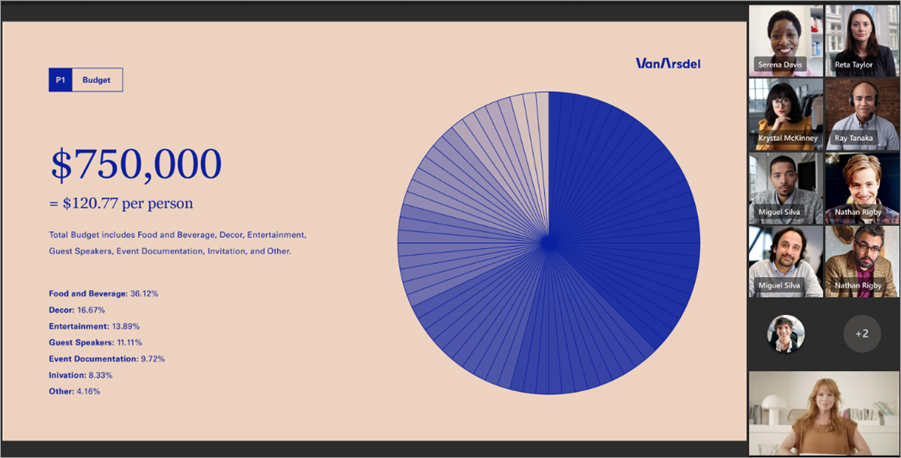 P1 Budget
VanArsdel
$750,000
= $120.77 per person
Total Budget includes Food and Beverage, Decor, Entertainment,
Guest Speakers, Event Documentation, Invitation, and Other.
Food and Beverage: 36.12%
Decor: 16.67%
Entertainment: 13.89%
Guest Speakers: 11.11%
Event Documentation: 9.72%
Inivation: 8.33%
Other: 4.16%
Serena Davis
Reta Taylor
Krystal McKinney
Ray Tanaka
Miguel Silva
Nathan Rigby
Miguel Silva
Nathan Rigby
+2